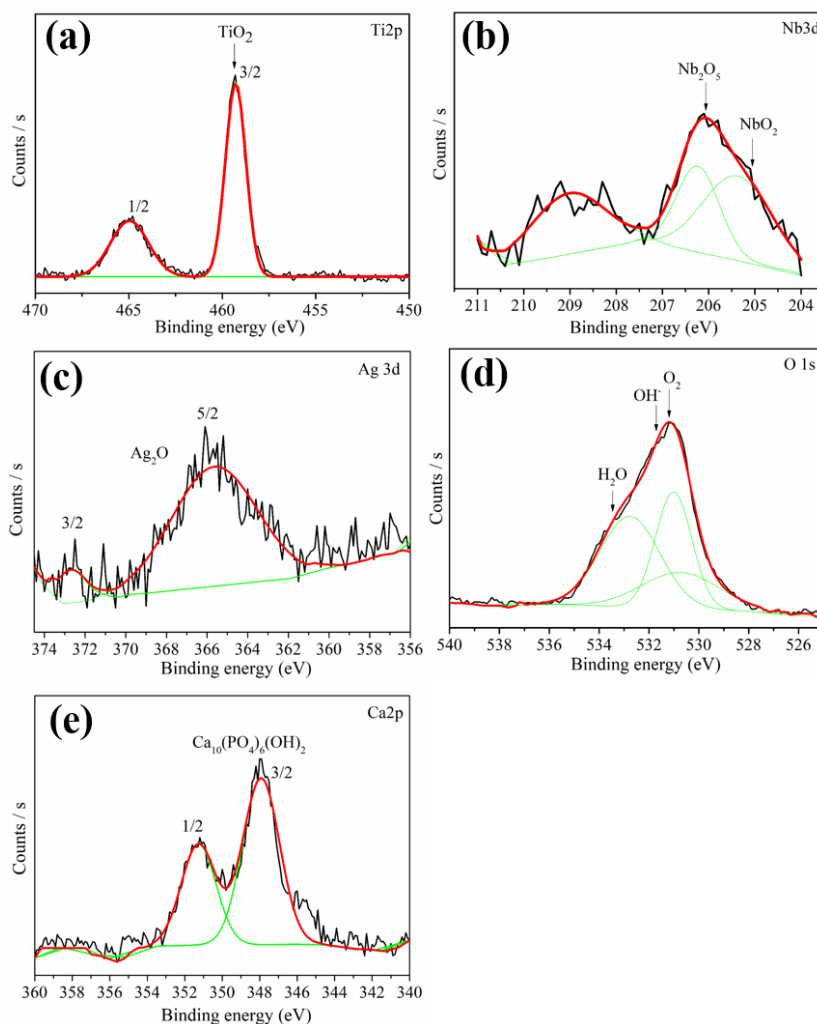 (a)
TiO₂
Ti2p
3/2
1/2
Counts / s
470 465 460 455 450
Binding energy (eV)
(b)
Nb3d
Nb₂O₅
NbO₂
Counts / s
211 210 209 208 207 206 205 204
Binding energy (eV)
(c)
Ag 3d
5/2
Ag₂O
3/2
Counts / s
374 372 370 368 366 364 362 360 358 356
Binding energy (eV)
(d)
O 1s
O₂
OH⁻
H₂O
Counts / s
540 538 536 534 532 530 528 526
Binding energy (eV)
(e)
Ca2p
Ca₁₀(PO₄)₆(OH)₂
3/2
1/2
Counts / s
360 358 356 354 352 350 348 346 344 342 340
Binding energy (eV)